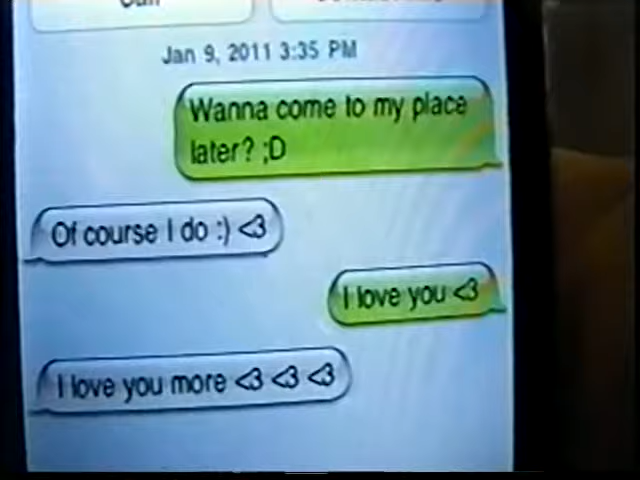 Jan 9, 2011 3:35 PM
Wanna come to my place
later? ;D
Of course I do :) <3
I love you <3
I love you more <3 <3 <3